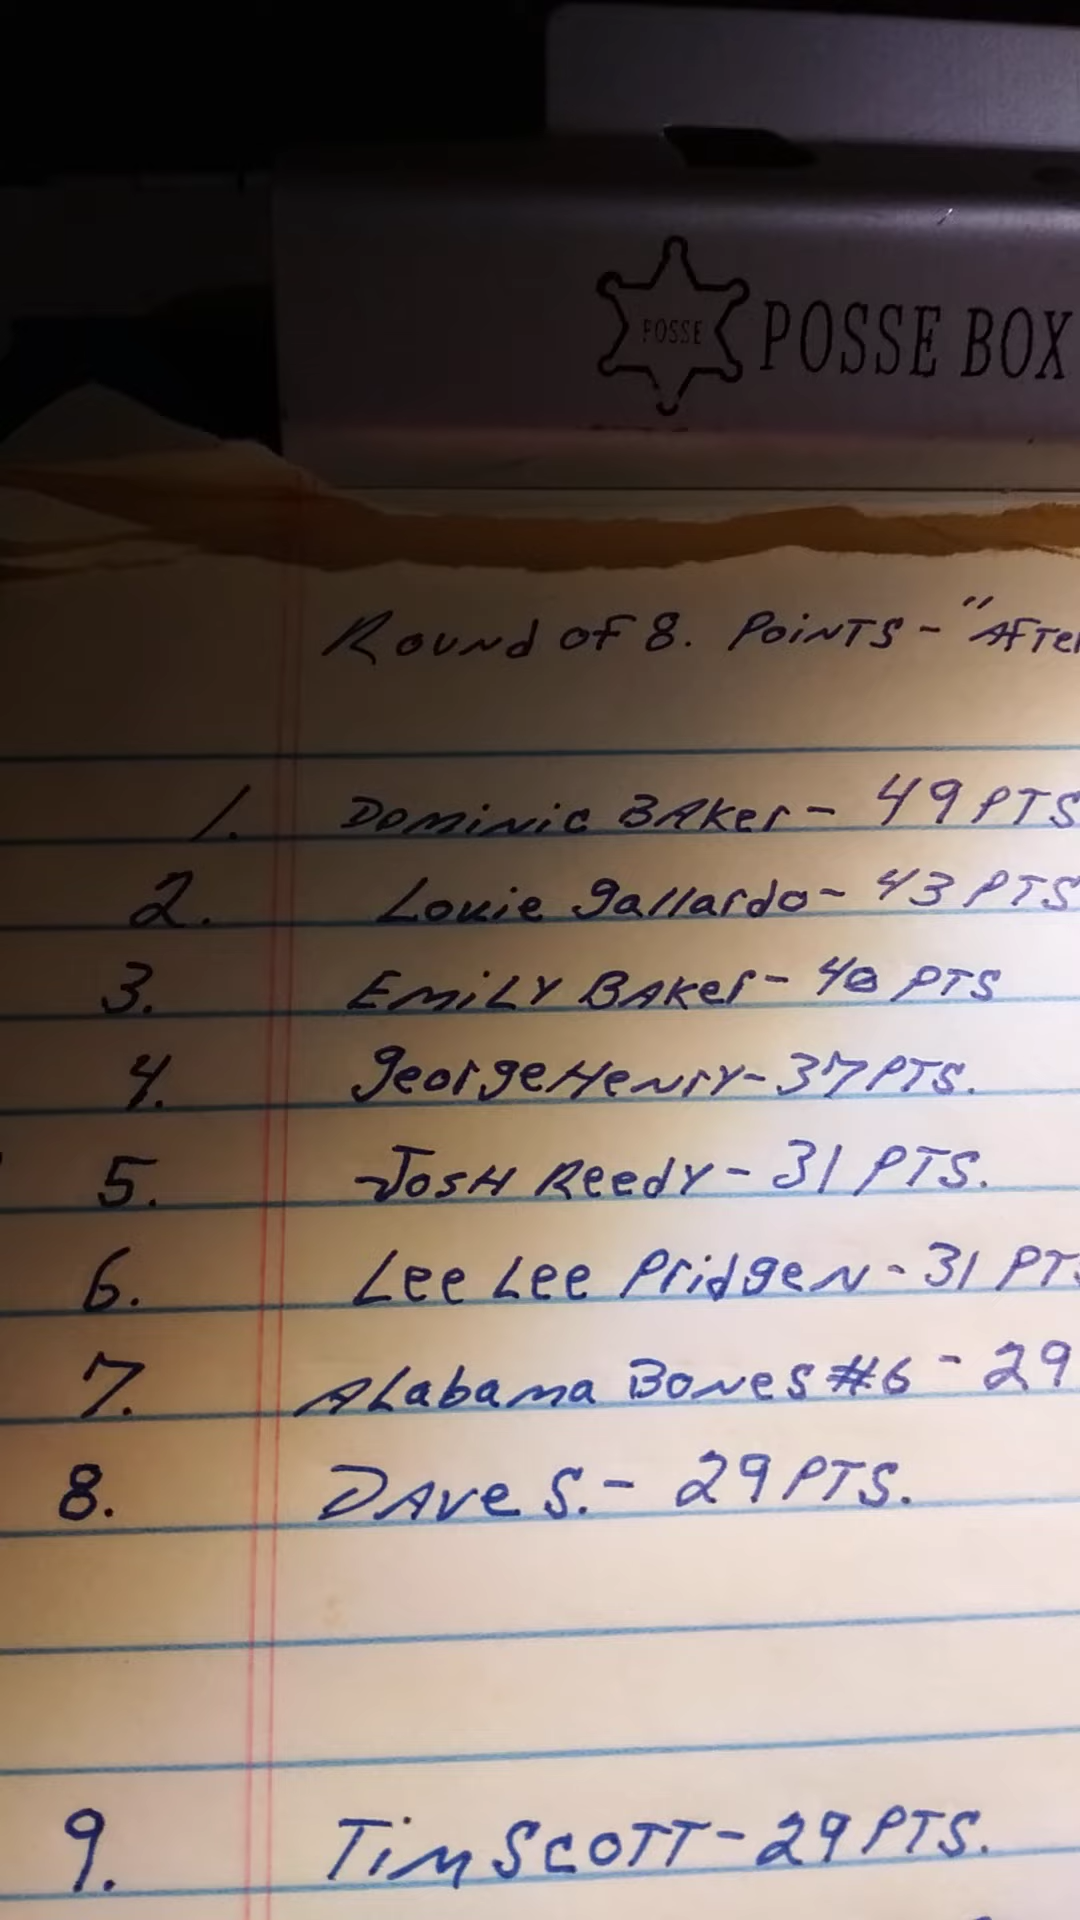 POSSE POSSE BOX
Round of 8. Points - "After
1. Dominic Baker - 49 PTS
2. Louie Gallardo - 43 PTS
3. Emily Baker - 40 PTS
4. George Henry - 37 PTS.
5. Josh Reedy - 31 PTS.
6. Lee Lee Pridgen - 31 PTS
7. Alabama Bones #6 - 29
8. Dave S. - 29 PTS.
9. Tim Scott - 29 PTS.